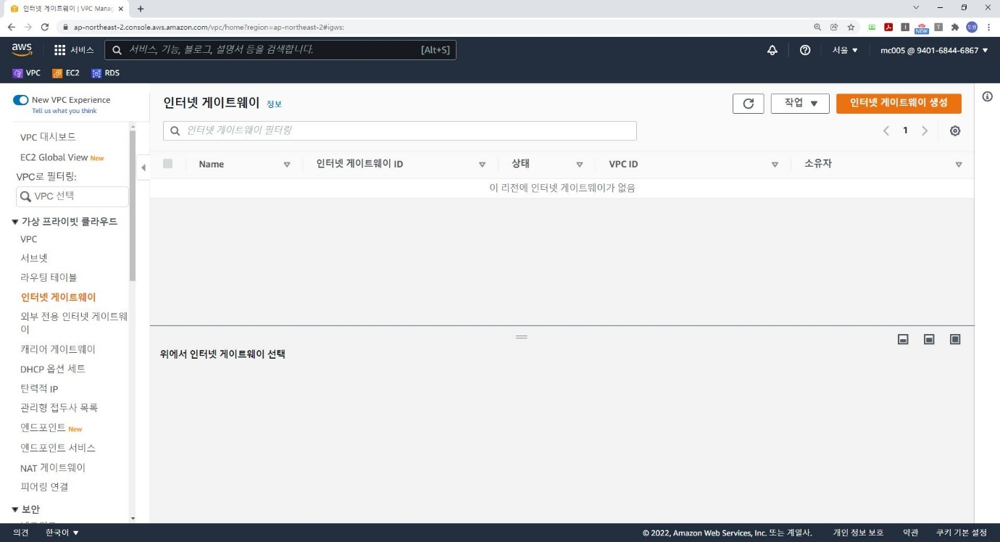 인터넷 게이트웨이 | VPC Manag
ap-northeast-2.console.aws.amazon.com/vpc/home?region=ap-northeast-2#igws:
NEW
도원
aws
서비스
서비스, 기능, 블로그, 설명서 등을 검색합니다.
[Alt+S]
서울
mc005 @ 9401-6844-6867
VPC
EC2
RDS
New VPC Experience
Tell us what you think
VPC 대시보드
EC2 Global View New
VPC로 필터링:
VPC 선택
가상 프라이빗 클라우드
VPC
서브넷
라우팅 테이블
인터넷 게이트웨이
외부 전용 인터넷 게이트웨
이
캐리어 게이트웨이
DHCP 옵션 세트
탄력적 IP
관리형 접두사 목록
엔드포인트 New
엔드포인트 서비스
NAT 게이트웨이
피어링 연결
보안
인터넷 게이트웨이 정보
작업
인터넷 게이트웨이 생성
인터넷 게이트웨이 필터링
1
Name
인터넷 게이트웨이 ID
상태
VPC ID
소유자
이 리전에 인터넷 게이트웨이가 없음
위에서 인터넷 게이트웨이 선택
의견
한국어
© 2022, Amazon Web Services, Inc. 또는 계열사.
개인 정보 보호
약관
쿠키 기본 설정